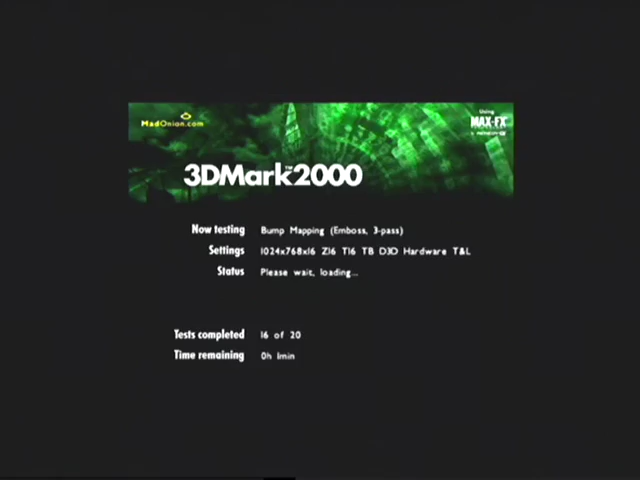 MadOnion.com
Using
MAX-FX
3DMark™2000
Now testing Bump Mapping (Emboss, 3-pass)
Settings 1024x768x16 Z16 T16 TB D3D Hardware T&L
Status Please wait, loading...
Tests completed 16 of 20
Time remaining 0h 1min